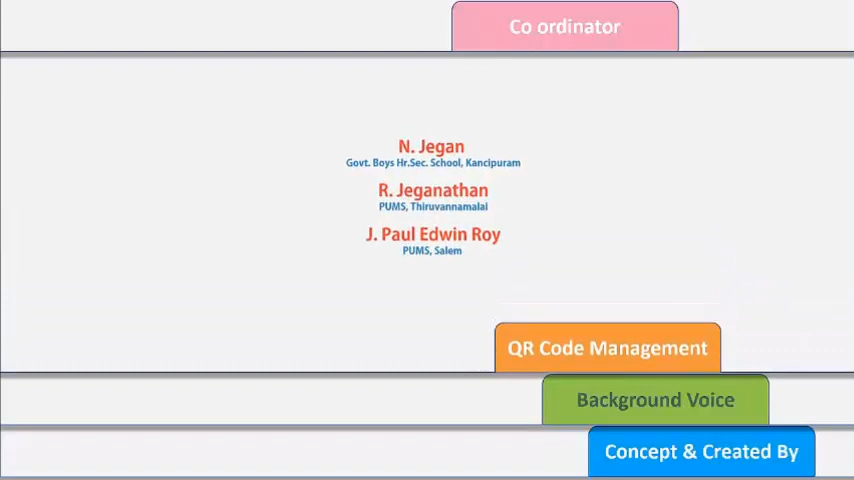 Co ordinator
N. Jegan
Govt. Boys Hr.Sec. School, Kancipuram
R. Jeganathan
PUMS, Thiruvannamalai
J. Paul Edwin Roy
PUMS, Salem
QR Code Management
Background Voice
Concept & Created By